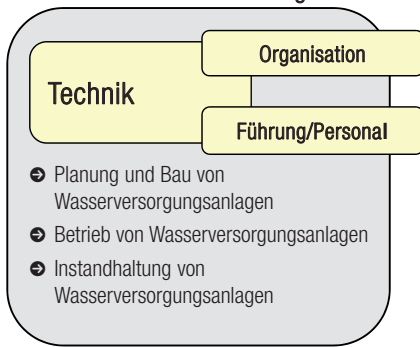 Organisation
Technik
Führung/Personal
➲ Planung und Bau von
Wasserversorgungsanlagen
➲ Betrieb von Wasserversorgungsanlagen
➲ Instandhaltung von
Wasserversorgungsanlagen